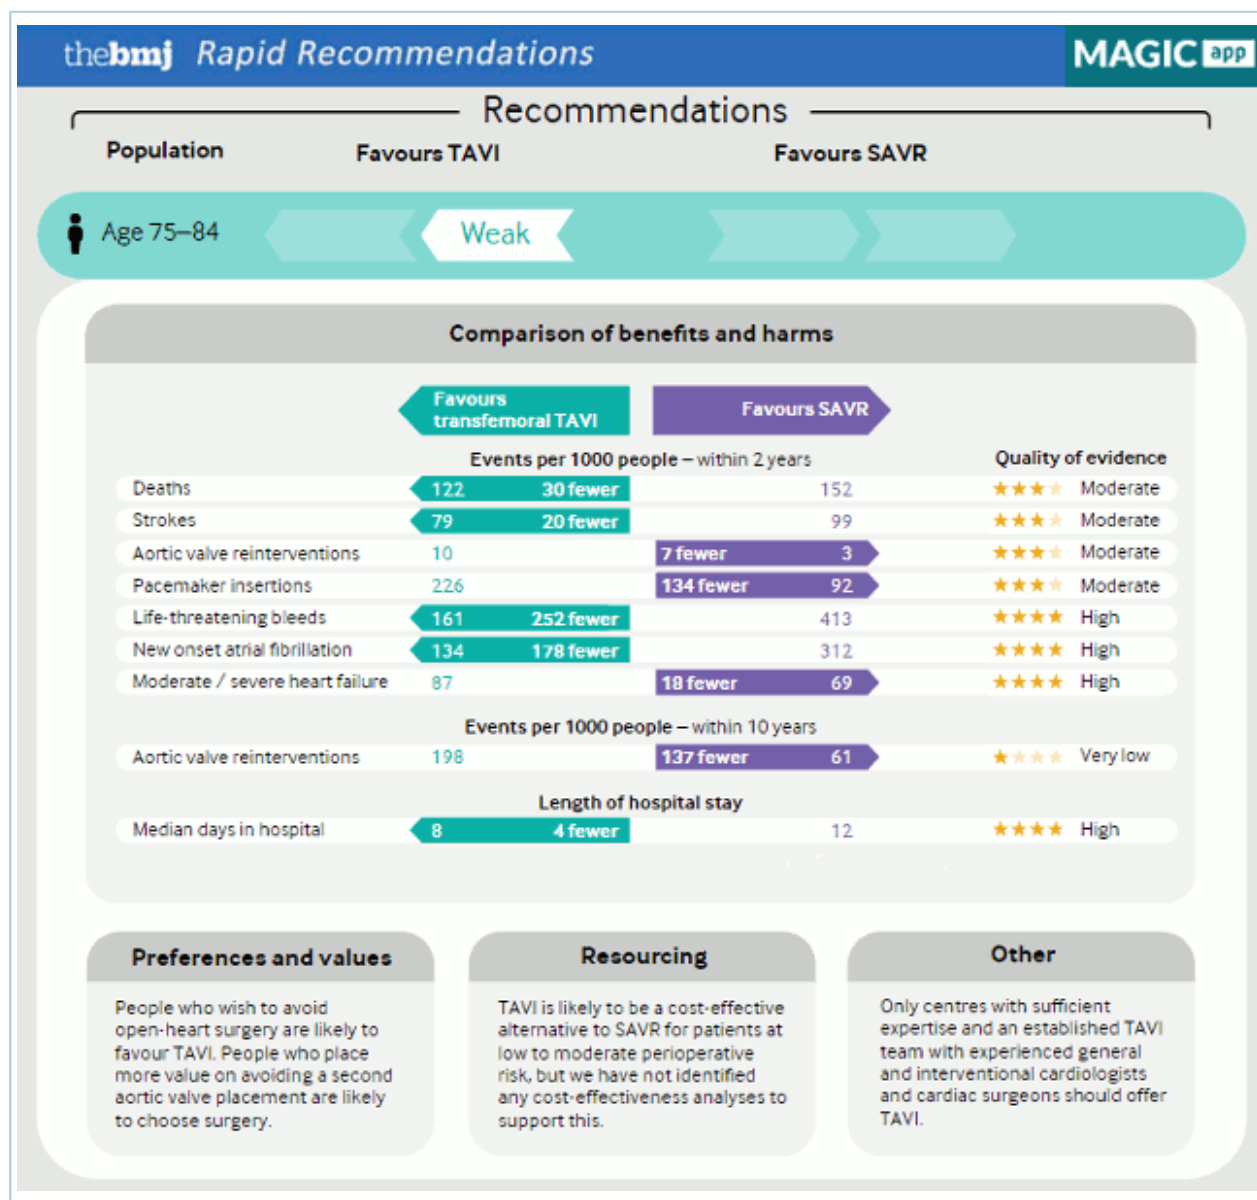 thebmj Rapid Recommendations
MAGIC app
Recommendations
Population Favours TAVI Favours SAVR
Age 75–84 Weak
Comparison of benefits and harms
Favours
transfemoral TAVI
Favours SAVR
Events per 1000 people – within 2 years Quality of evidence
Deaths 122 30 fewer 152 Moderate
Strokes 79 20 fewer 99 Moderate
Aortic valve reinterventions 10 7 fewer 3 Moderate
Pacemaker insertions 226 134 fewer 92 Moderate
Life-threatening bleeds 161 252 fewer 413 High
New onset atrial fibrillation 134 178 fewer 312 High
Moderate / severe heart failure 87 18 fewer 69 High
Events per 1000 people – within 10 years
Aortic valve reinterventions 198 137 fewer 61 Very low
Length of hospital stay
Median days in hospital 8 4 fewer 12 High
Preferences and values
People who wish to avoid
open-heart surgery are likely to
favour TAVI. People who place
more value on avoiding a second
aortic valve placement are likely
to choose surgery.
Resourcing
TAVI is likely to be a cost-effective
alternative to SAVR for patients at
low to moderate perioperative
risk, but we have not identified
any cost-effectiveness analyses to
support this.
Other
Only centres with sufficient
expertise and an established TAVI
team with experienced general
and interventional cardiologists
and cardiac surgeons should offer
TAVI.